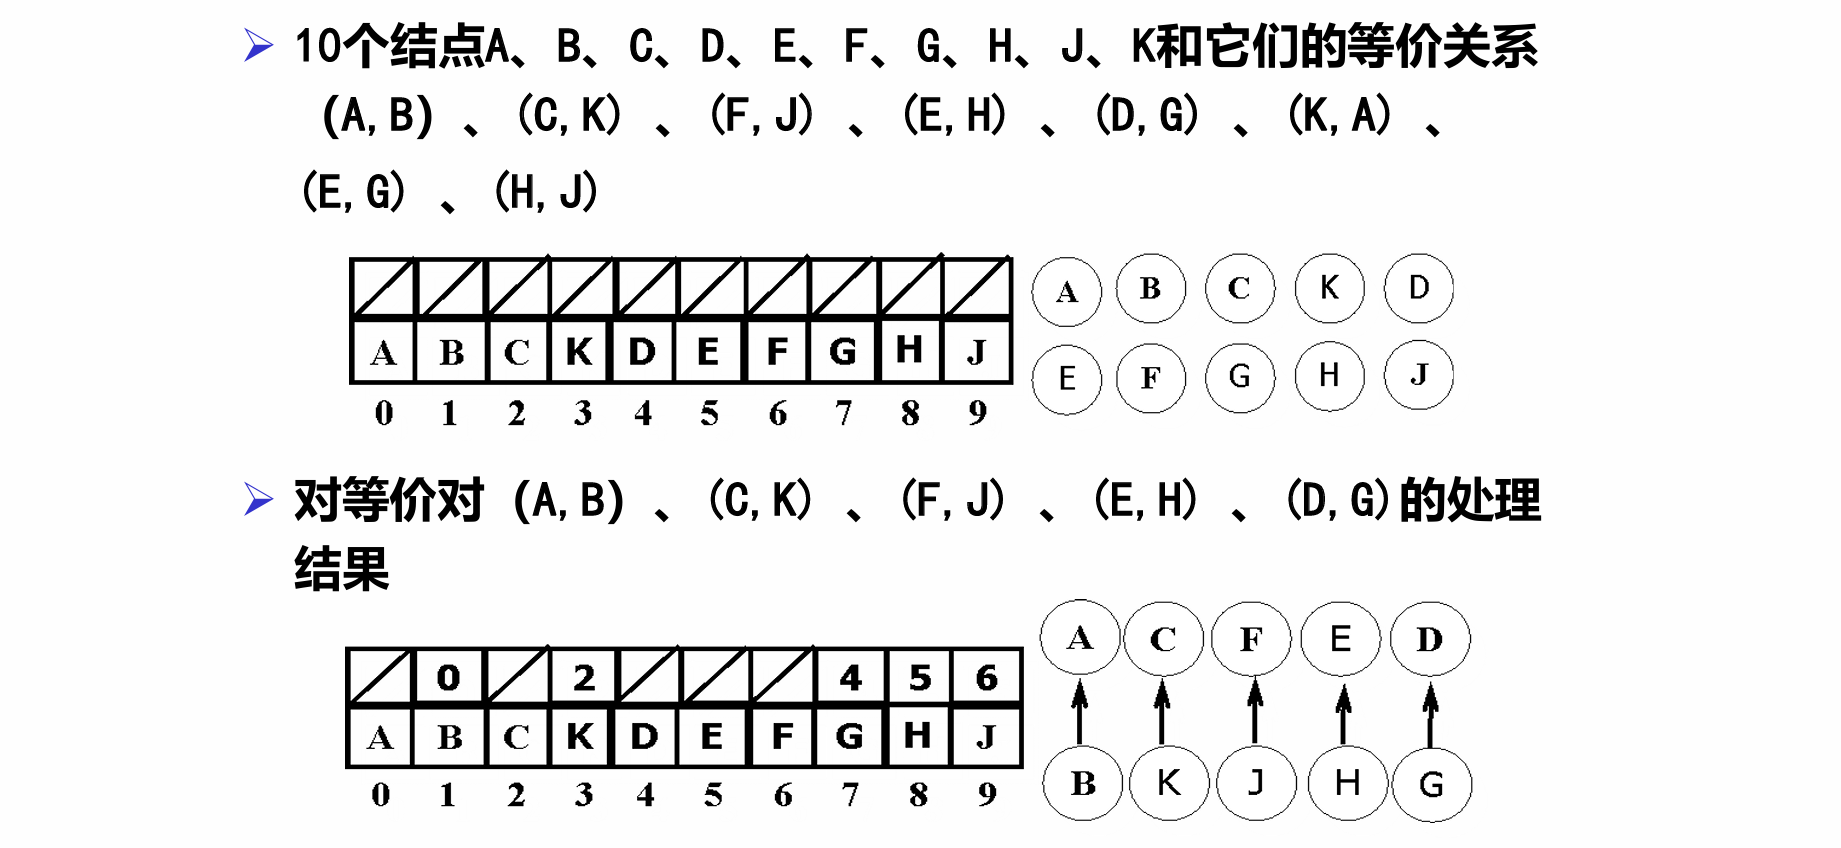 10个结点A、B、C、D、E、F、G、H、J、K和它们的等价关系
(A,B)、(C,K)、(F,J)、(E,H)、(D,G)、(K,A)、
(E,G)、(H,J)
A B C K D E F G H J
0 1 2 3 4 5 6 7 8 9
A B C K D
E F G H J
对等价对(A,B)、(C,K)、(F,J)、(E,H)、(D,G)的处理
结果
0 2 4 5 6
A B C K D E F G H J
0 1 2 3 4 5 6 7 8 9
A C F E D
B K J H G